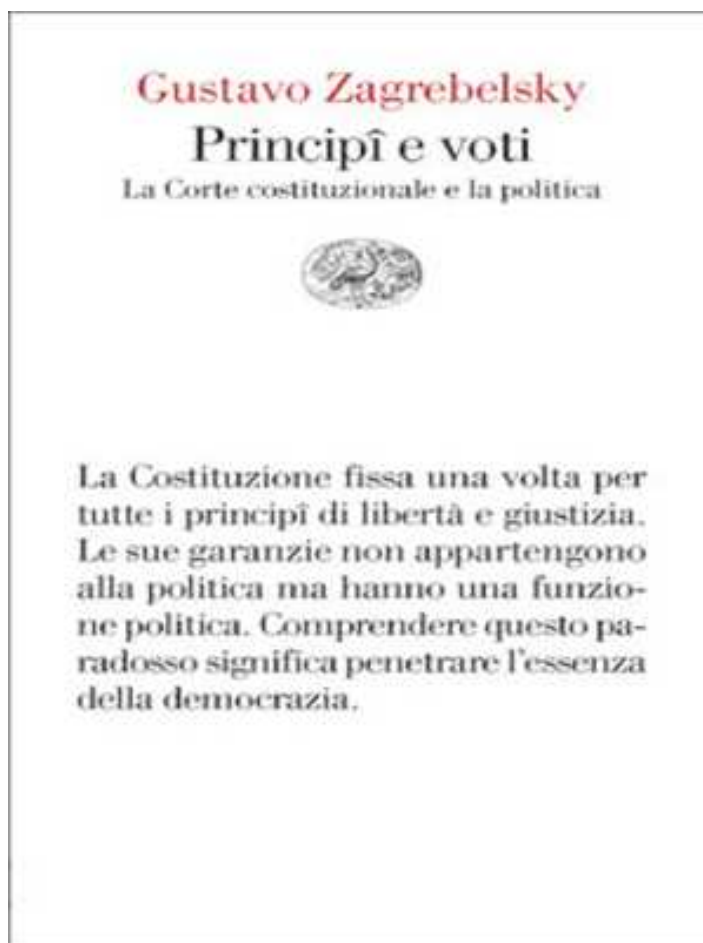 Gustavo Zagrebelsky
Principî e voti
La Corte costituzionale e la politica
La Costituzione fissa una volta per
tutte i principî di libertà e giustizia.
Le sue garanzie non appartengono
alla politica ma hanno una funzio-
ne politica. Comprendere questo pa-
radosso significa penetrare l'essenza
della democrazia.